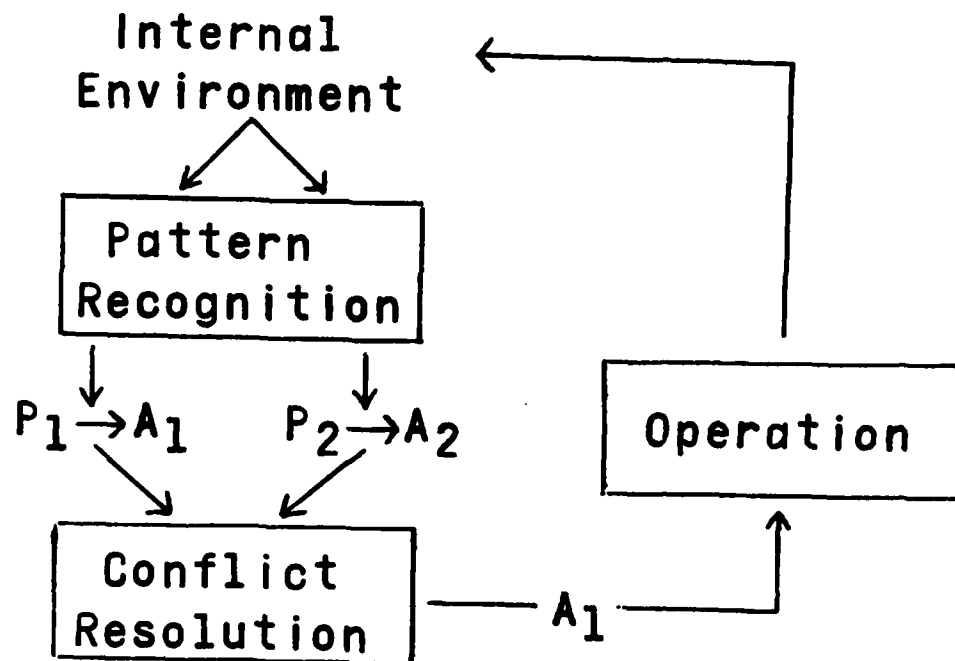 Internal
Environment
Pattern
Recognition
P1 → A1
P2 → A2
Operation
Conflict
Resolution
A1